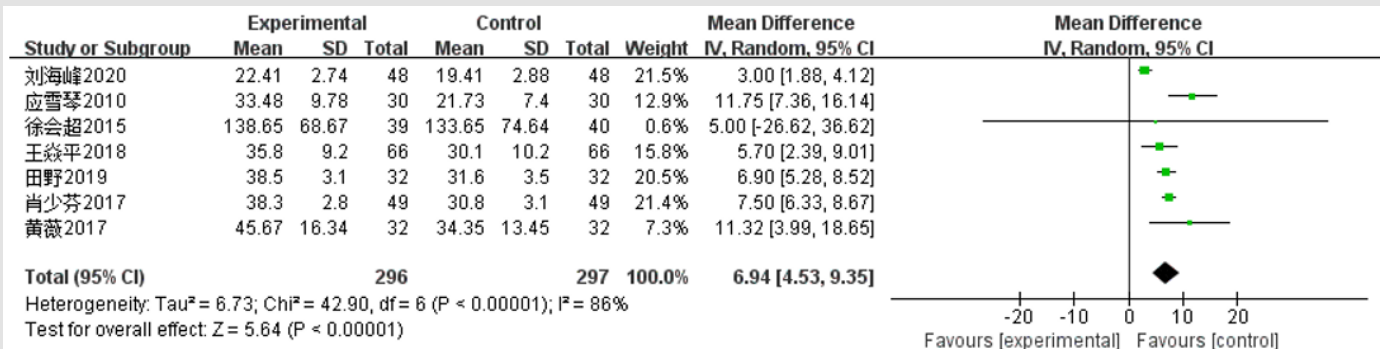 Experimental Control Mean Difference Mean Difference
Study or Subgroup Mean SD Total Mean SD Total Weight IV, Random, 95% CI IV, Random, 95% CI
刘海峰2020 22.41 2.74 48 19.41 2.88 48 21.5% 3.00 [1.88, 4.12]
应雪琴2010 33.48 9.78 30 21.73 7.4 30 12.9% 11.75 [7.36, 16.14]
徐会超2015 138.65 68.67 39 133.65 74.64 40 0.6% 5.00 [-26.62, 36.62]
王焱平2018 35.8 9.2 66 30.1 10.2 66 15.8% 5.70 [2.39, 9.01]
田野2019 38.5 3.1 32 31.6 3.5 32 20.5% 6.90 [5.28, 8.52]
肖少芬2017 38.3 2.8 49 30.8 3.1 49 21.4% 7.50 [6.33, 8.67]
黄薇2017 45.67 16.34 32 34.35 13.45 32 7.3% 11.32 [3.99, 18.65]
Total (95% CI) 296 297 100.0% 6.94 [4.53, 9.35]
Heterogeneity: Tau² = 6.73; Chi² = 42.90, df = 6 (P < 0.00001); I² = 86%
Test for overall effect: Z = 5.64 (P < 0.00001)
-20 -10 0 10 20
Favours [experimental] Favours [control]